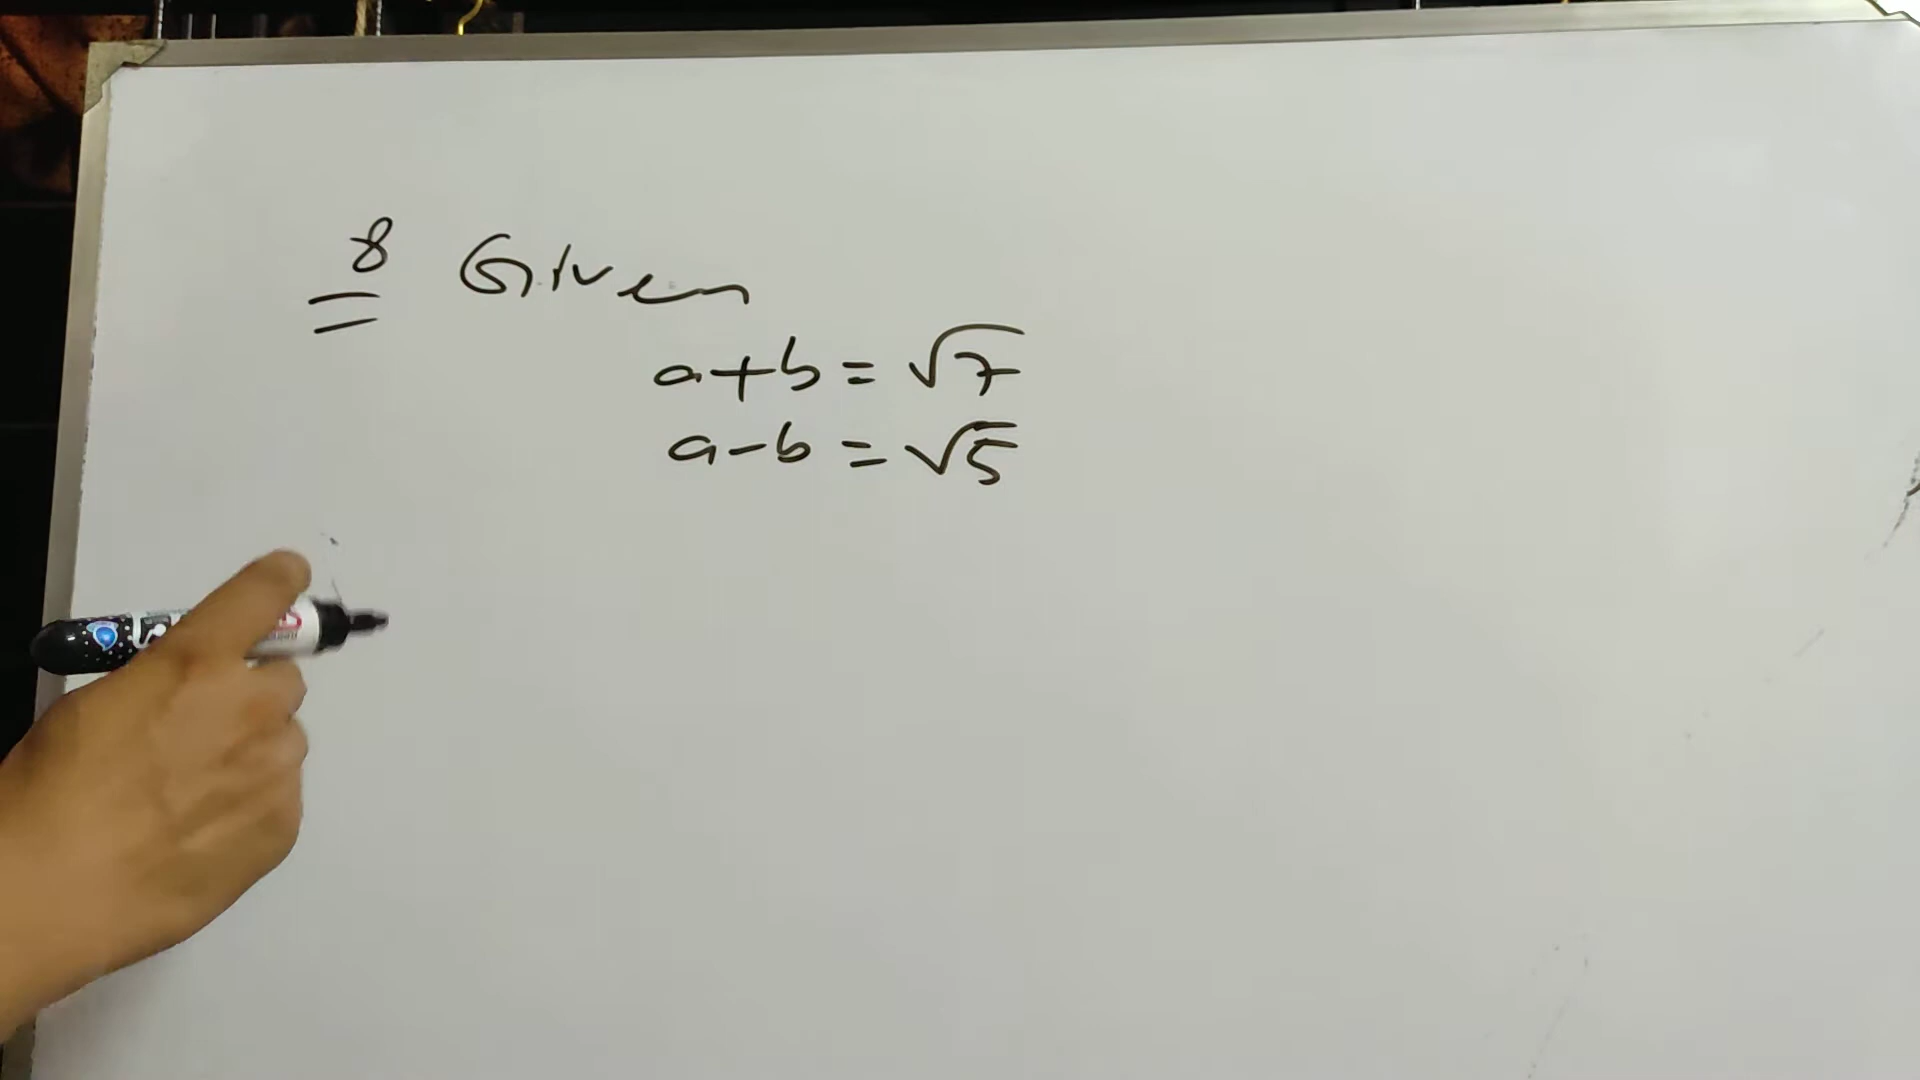 8 Given
a+b = √7
a-b = √5